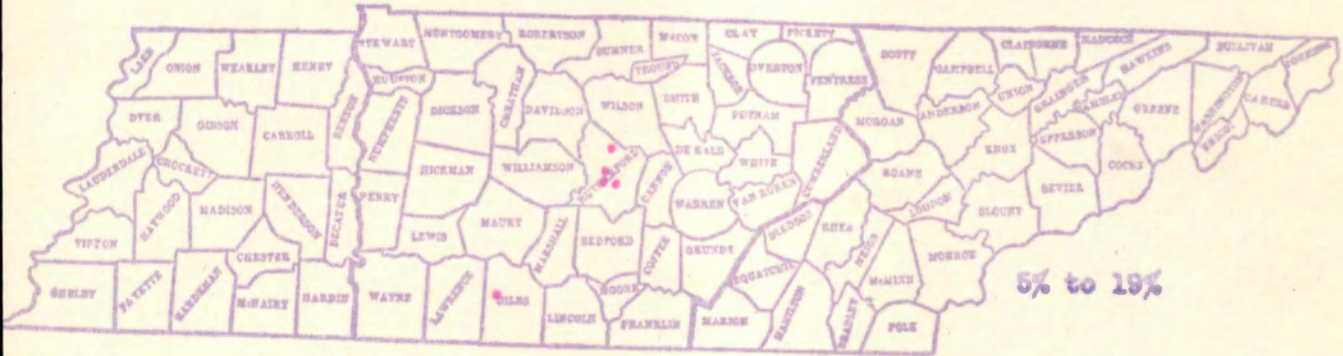 LAKE OBION WEAKLEY HENRY STEWART MONTGOMERY ROBERTSON SUMNER MACON CLAY PICKETT SCOTT CAMPBELL CLAIBORNE HANCOCK HAWKINS SULLIVAN JOHNSON
HOUSTON TROUSDALE JACKSON OVERTON FENTRESS UNION GRAINGER HAMBLEN WASHINGTON CARTER
DYER GIBSON CARROLL BENTON HUMPHREYS DICKSON CHEATHAM DAVIDSON WILSON SMITH PUTNAM MORGAN ANDERSON KNOX JEFFERSON GREENE UNICOI
LAUDERDALE CROCKETT HICKMAN WILLIAMSON RUTHERFORD CANNON DE KALB WHITE CUMBERLAND ROANE COCKE
TIPTON HAYWOOD MADISON HENDERSON DECATUR PERRY LEWIS MAURY MARSHALL BEDFORD COFFEE WARREN VAN BUREN BLEDSOE RHEA LOUDON BLOUNT SEVIER
CHESTER GRUNDY MEIGS MONROE
SHELBY FAYETTE HARDEMAN McNAIRY HARDIN WAYNE LAWRENCE GILES LINCOLN MOORE FRANKLIN MARION SEQUATCHIE HAMILTON BRADLEY McMINN POLK
5% to 19%